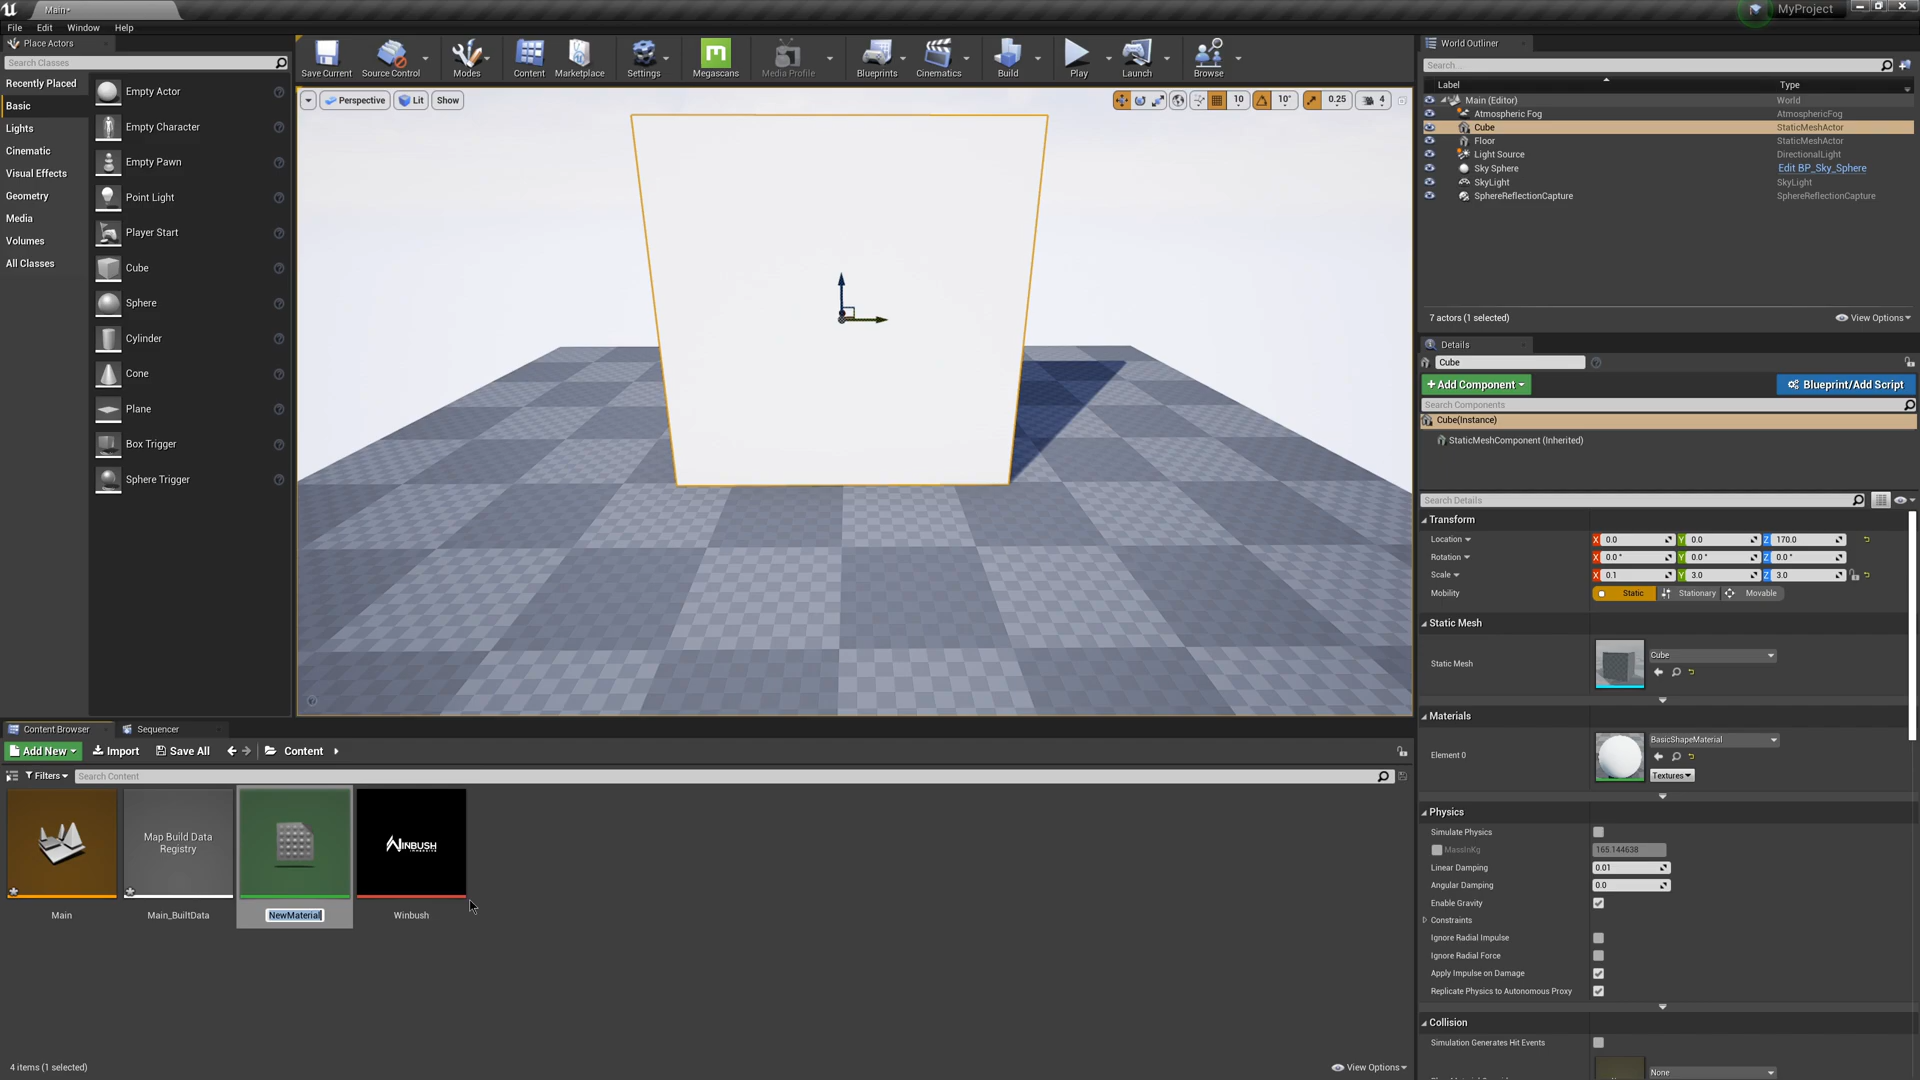 Main*
MyProject
File Edit Window Help
Place Actors
Search Classes
Recently Placed
Basic
Lights
Cinematic
Visual Effects
Geometry
Media
Volumes
All Classes
Empty Actor
Empty Character
Empty Pawn
Point Light
Player Start
Cube
Sphere
Cylinder
Cone
Plane
Box Trigger
Sphere Trigger
Save Current Source Control Modes Content Marketplace Settings Megascans Media Profile Blueprints Cinematics Build Play Launch Browse
Perspective Lit Show
10 10° 0.25 4
World Outliner
Search...
Label Type
Main (Editor) World
Atmospheric Fog AtmosphericFog
Cube StaticMeshActor
Floor StaticMeshActor
Light Source DirectionalLight
Sky Sphere Edit BP_Sky_Sphere
SkyLight SkyLight
SphereReflectionCapture SphereReflectionCapture
7 actors (1 selected) View Options
Details
Cube
+Add Component Blueprint/Add Script
Search Components
Cube(Instance)
StaticMeshComponent (Inherited)
Search Details
Transform
Location X 0.0 Y 0.0 Z 170.0
Rotation X 0.0° Y 0.0° Z 0.0°
Scale X 0.1 Y 3.0 Z 3.0
Mobility Static Stationary Movable
Static Mesh
Static Mesh Cube
Materials
Element 0 BasicShapeMaterial
Textures
Physics
Simulate Physics
MassInKg 165.144638
Linear Damping 0.01
Angular Damping 0.0
Enable Gravity
Constraints
Ignore Radial Impulse
Ignore Radial Force
Apply Impulse on Damage
Replicate Physics to Autonomous Proxy
Collision
Simulation Generates Hit Events
None
Content Browser Sequencer
Add New Import Save All Content
Filters Search Content
Map Build Data
Registry
WINBUSH
Main Main_BuiltData NewMaterial Winbush
4 items (1 selected) View Options